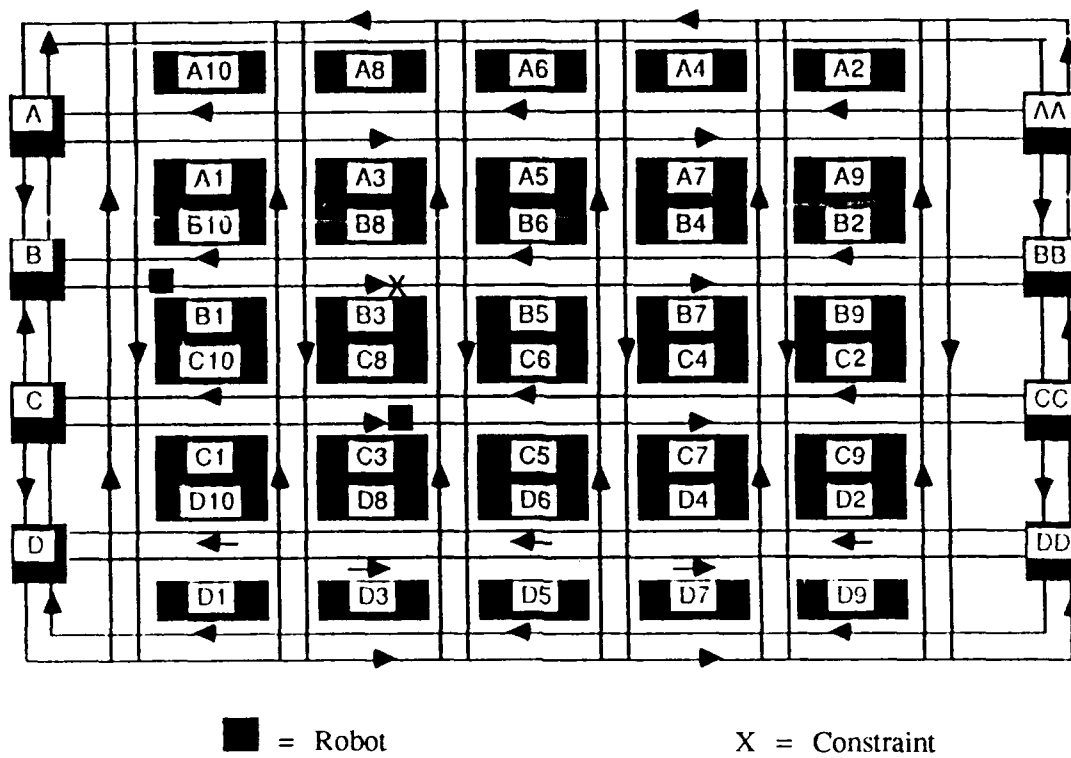 A10 A8 A6 A4 A2
A AA
A1 A3 A5 A7 A9
B10 B8 B6 B4 B2
B BB
X
B1 B3 B5 B7 B9
C10 C8 C6 C4 C2
C CC
C1 C3 C5 C7 C9
D10 D8 D6 D4 D2
D DD
D1 D3 D5 D7 D9
= Robot X = Constraint